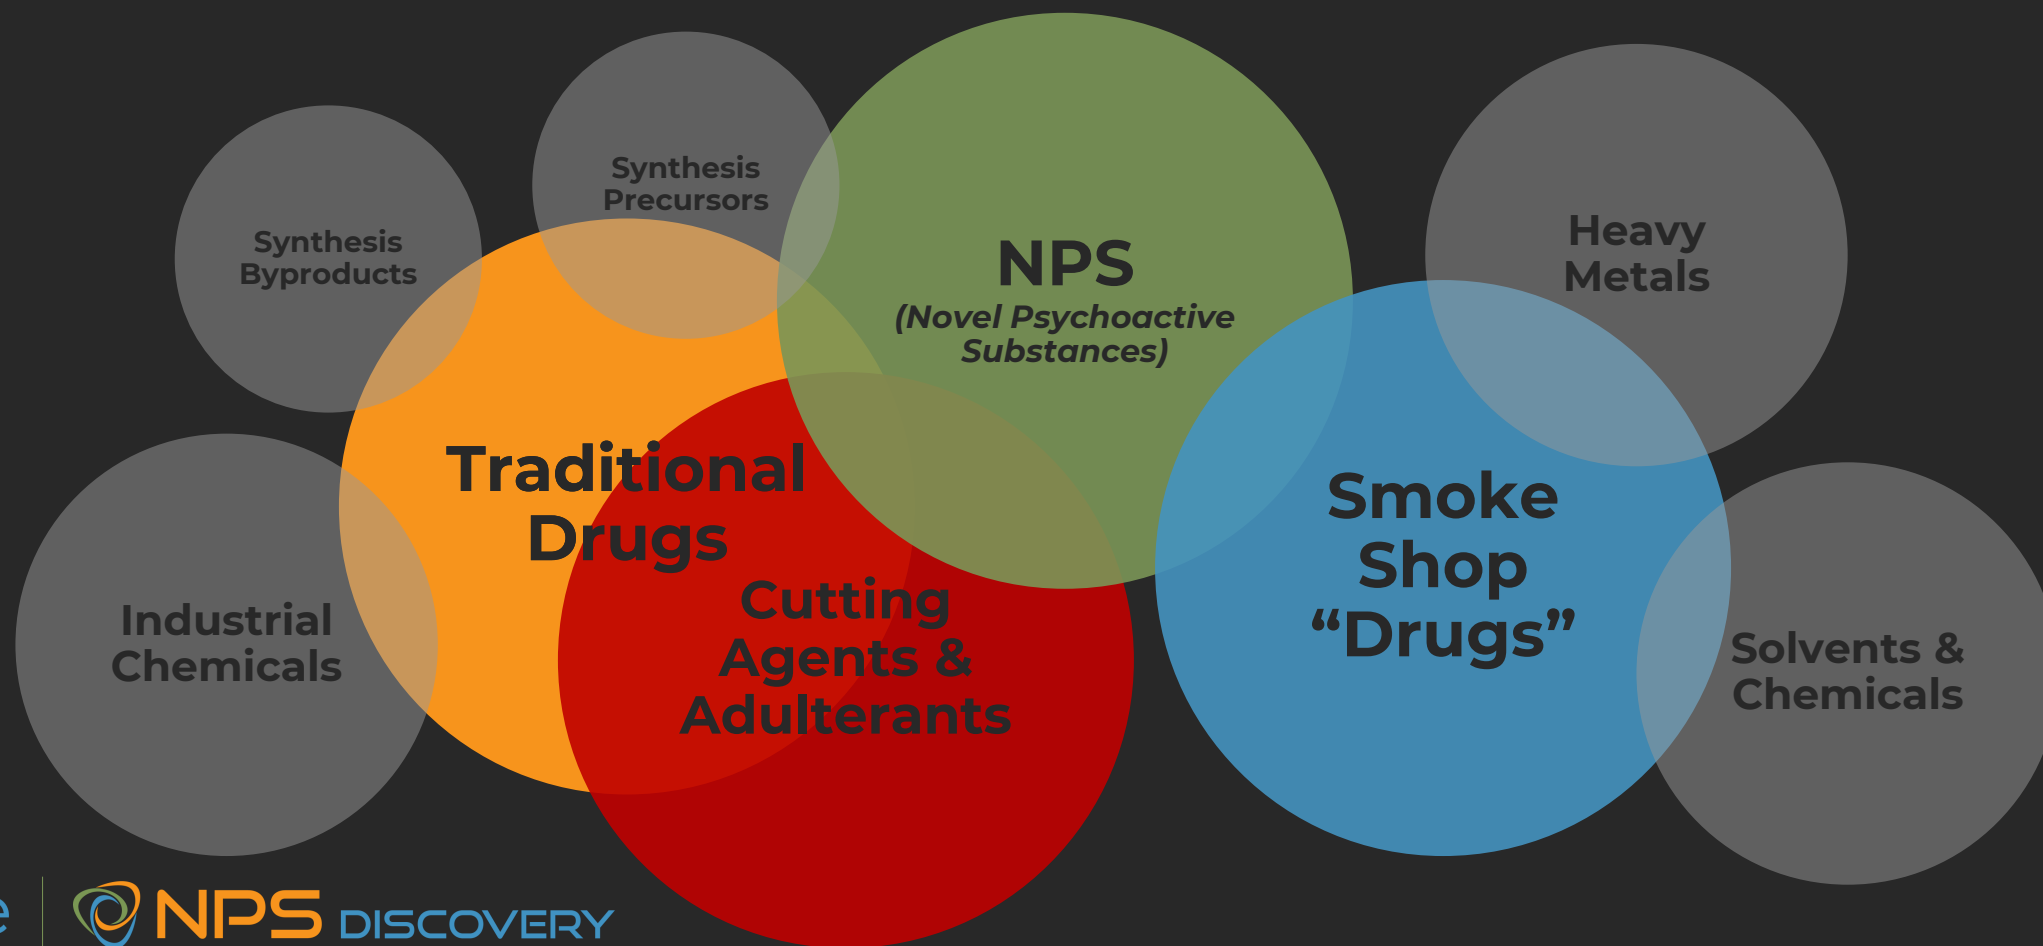 Synthesis
Precursors
Synthesis
Byproducts
NPS
(Novel Psychoactive
Substances)
Heavy
Metals
Traditional
Drugs
Smoke
Shop
“Drugs”
Cutting
Agents &
Adulterants
Industrial
Chemicals
Solvents &
Chemicals
e
NPS DISCOVERY